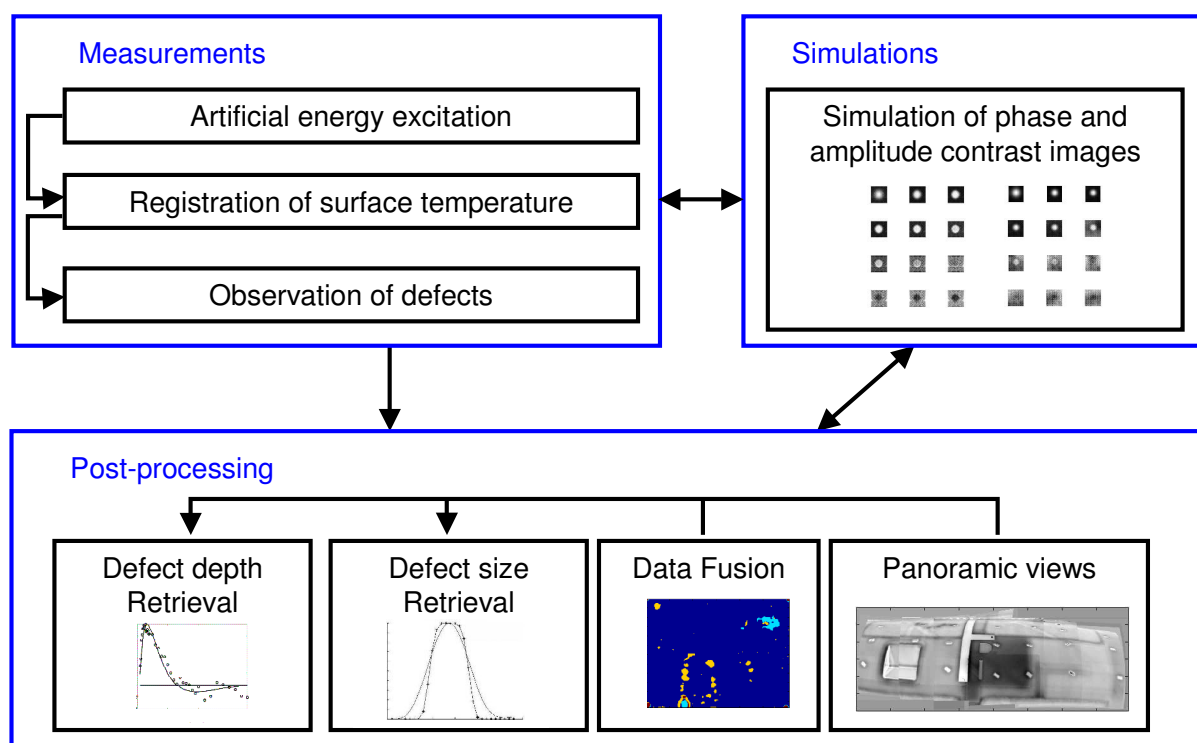 Measurements
Artificial energy excitation
Registration of surface temperature
Observation of defects
Simulations
Simulation of phase and
amplitude contrast images
Post-processing
Defect depth
Retrieval
Defect size
Retrieval
Data Fusion
Panoramic views